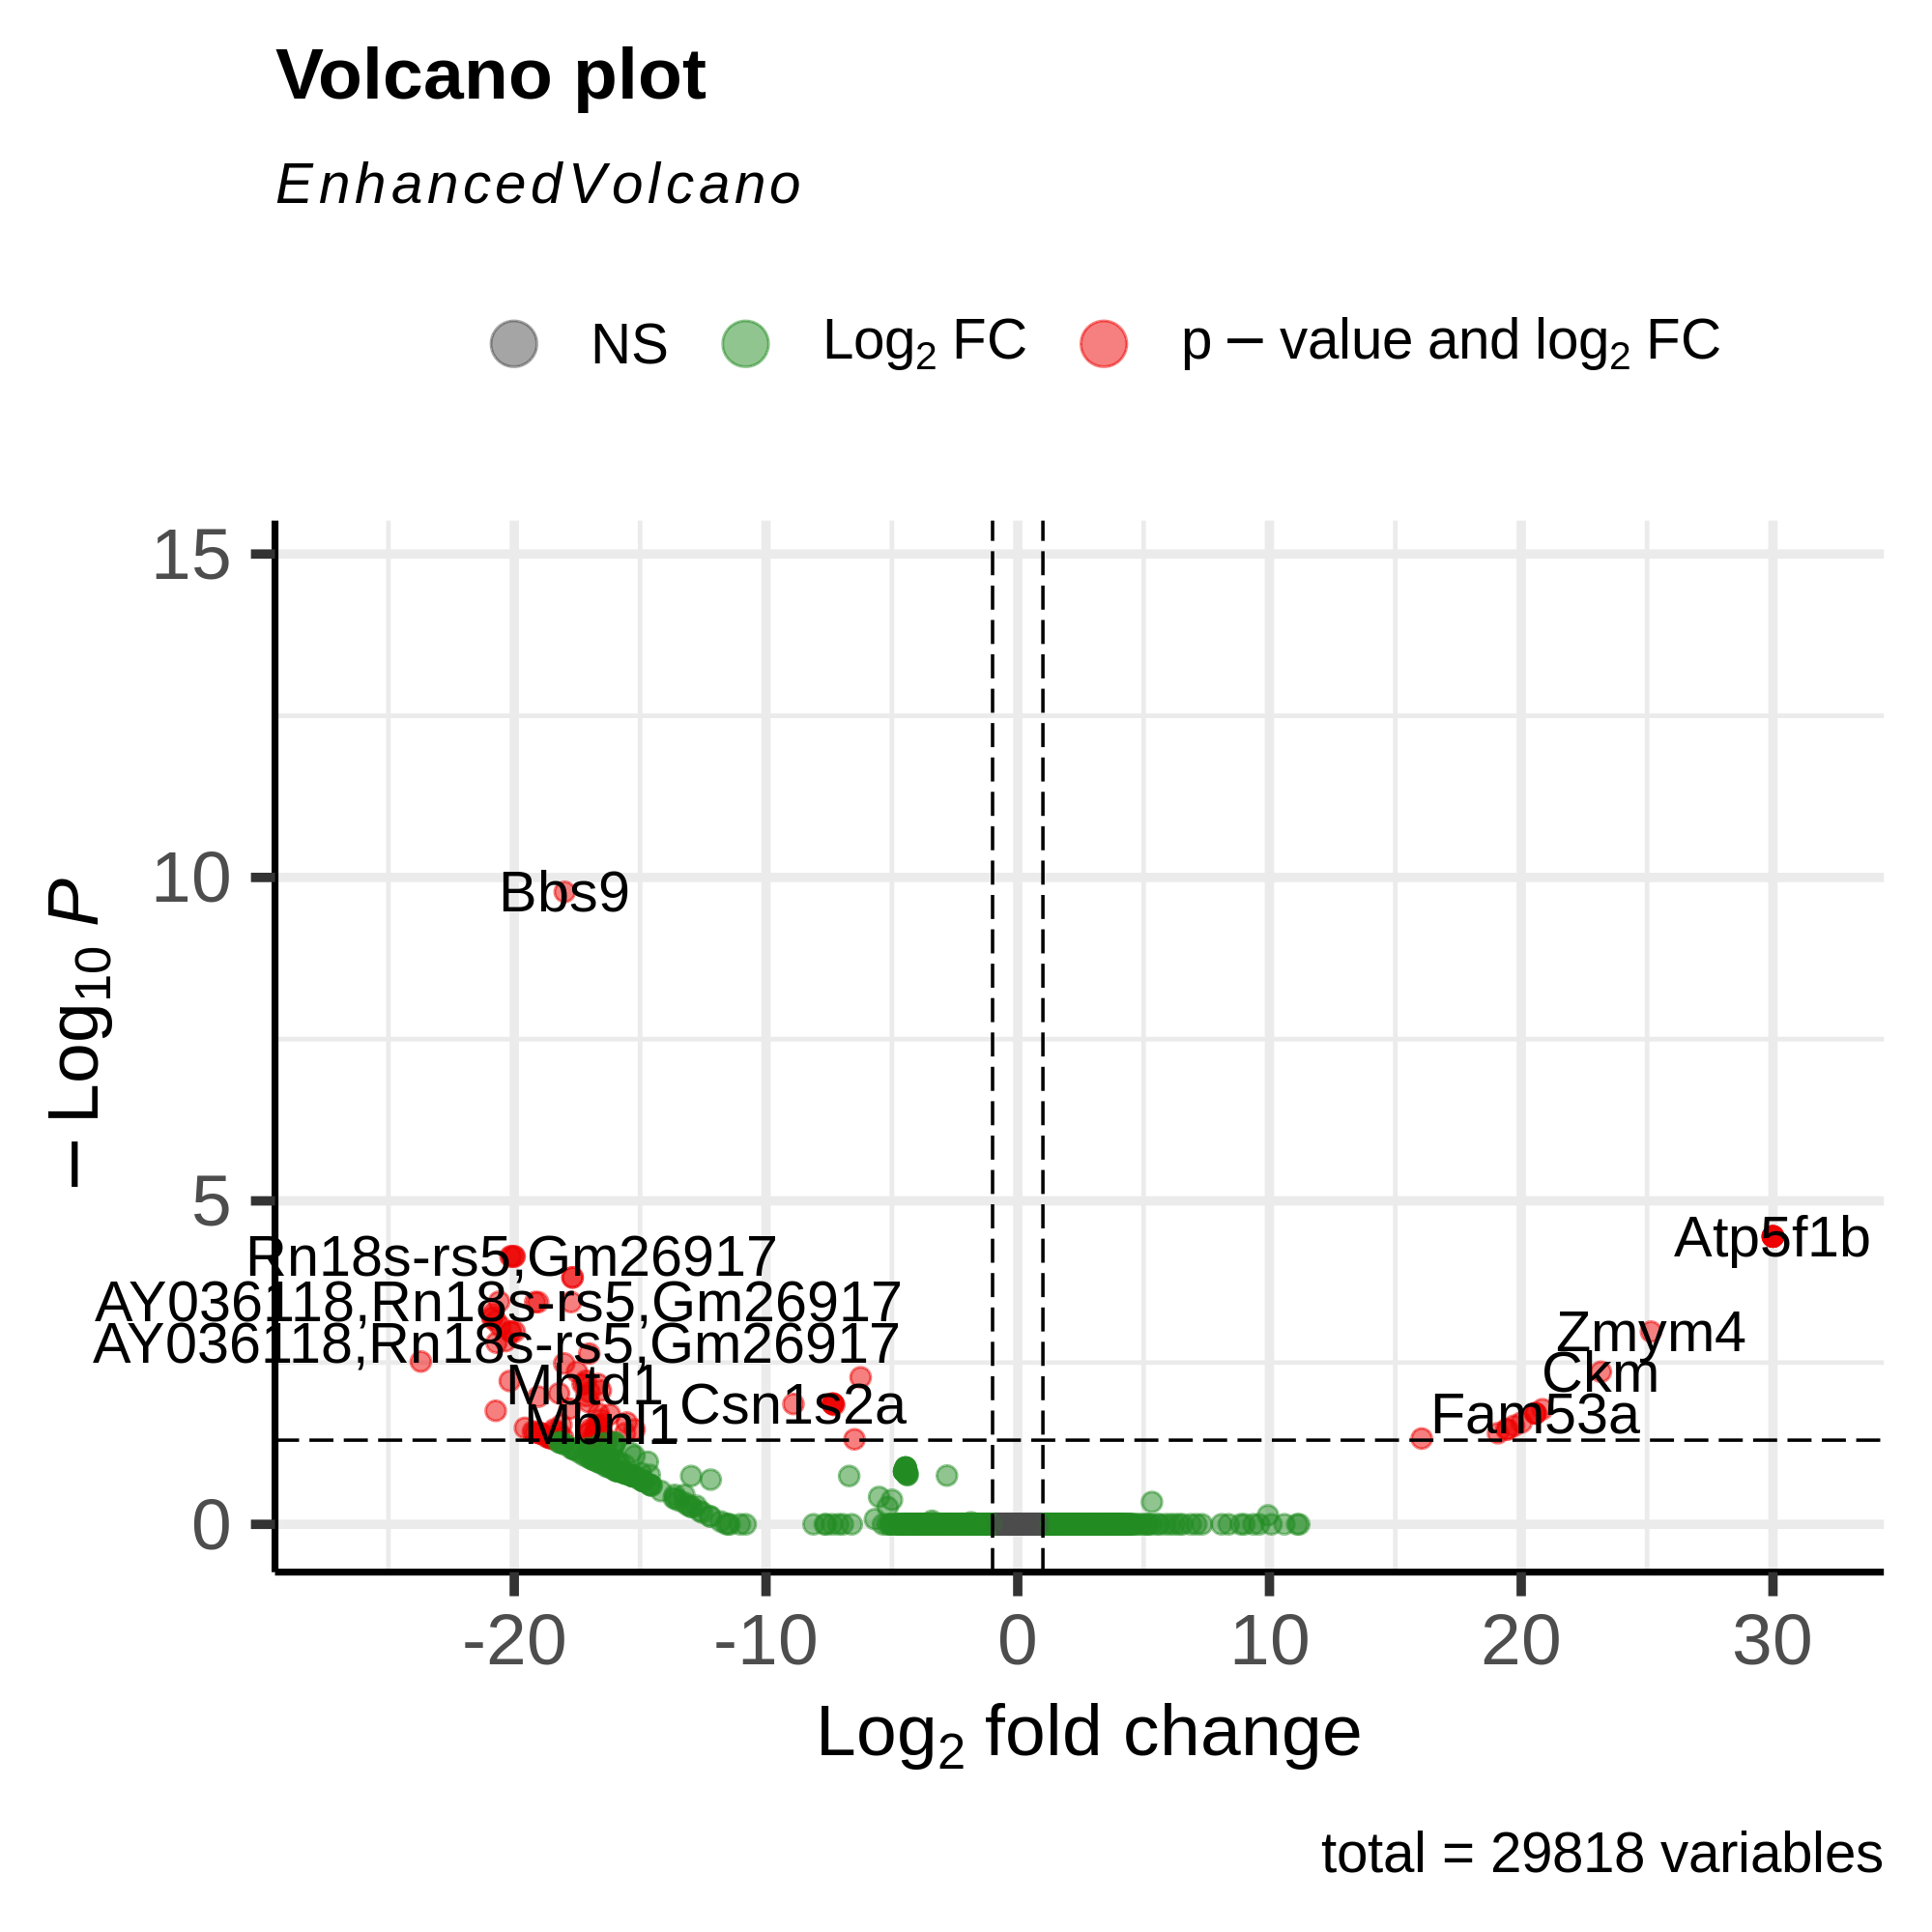 Volcano plot
EnhancedVolcano
NS
Log₂ FC
p − value and log₂ FC
15
10
5
0
− Log₁₀ P
Bbs9
Rn18s-rs5,Gm26917
AY036118,Rn18s-rs5,Gm26917
AY036118,Rn18s-rs5,Gm26917
Mbtd1
Mbnl1
Csn1s2a
Atp5f1b
Zmym4
Ckm
Fam53a
-20
-10
0
10
20
30
Log₂ fold change
total = 29818 variables